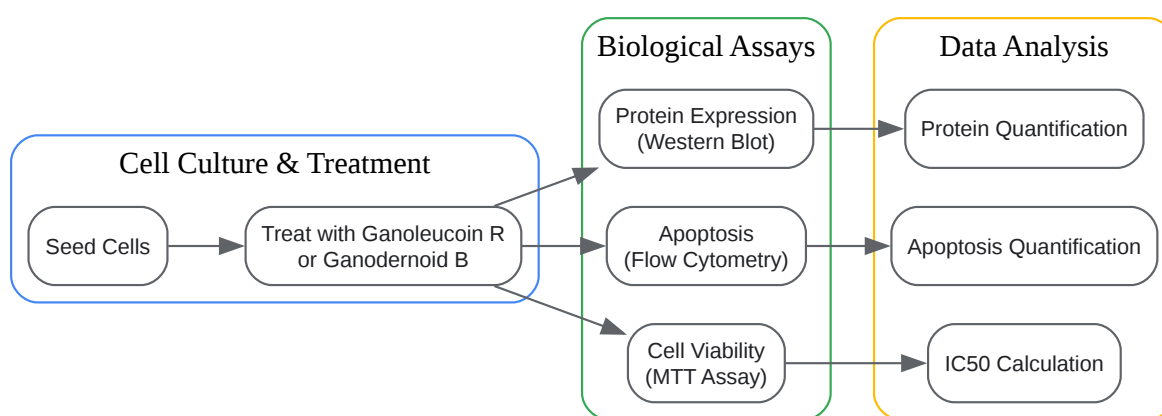 Cell Culture & Treatment
Seed Cells
Treat with Ganoleucoin R
or Ganodernoid B
Biological Assays
Protein Expression
(Western Blot)
Apoptosis
(Flow Cytometry)
Cell Viability
(MTT Assay)
Data Analysis
Protein Quantification
Apoptosis Quantification
IC50 Calculation